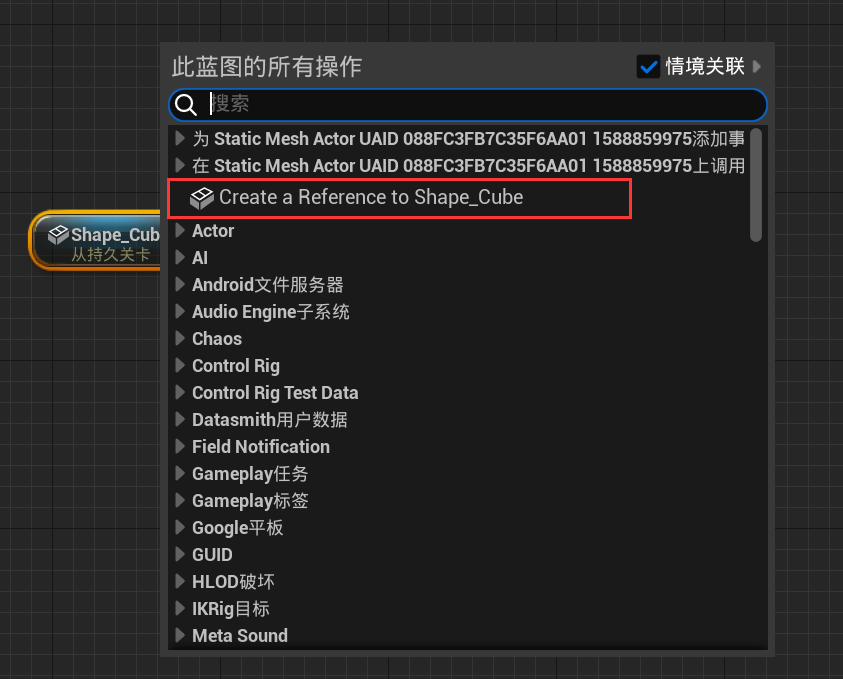 此蓝图的所有操作
情境关联
搜索
为 Static Mesh Actor UAID 088FC3FB7C35F6AA01 1588859975添加事
在 Static Mesh Actor UAID 088FC3FB7C35F6AA01 1588859975上调用
Create a Reference to Shape_Cube
Shape_Cub
从持久关卡
Actor
AI
Android文件服务器
Audio Engine子系统
Chaos
Control Rig
Control Rig Test Data
Datasmith用户数据
Field Notification
Gameplay任务
Gameplay标签
Google平板
GUID
HLOD破坏
IKRig目标
Meta Sound